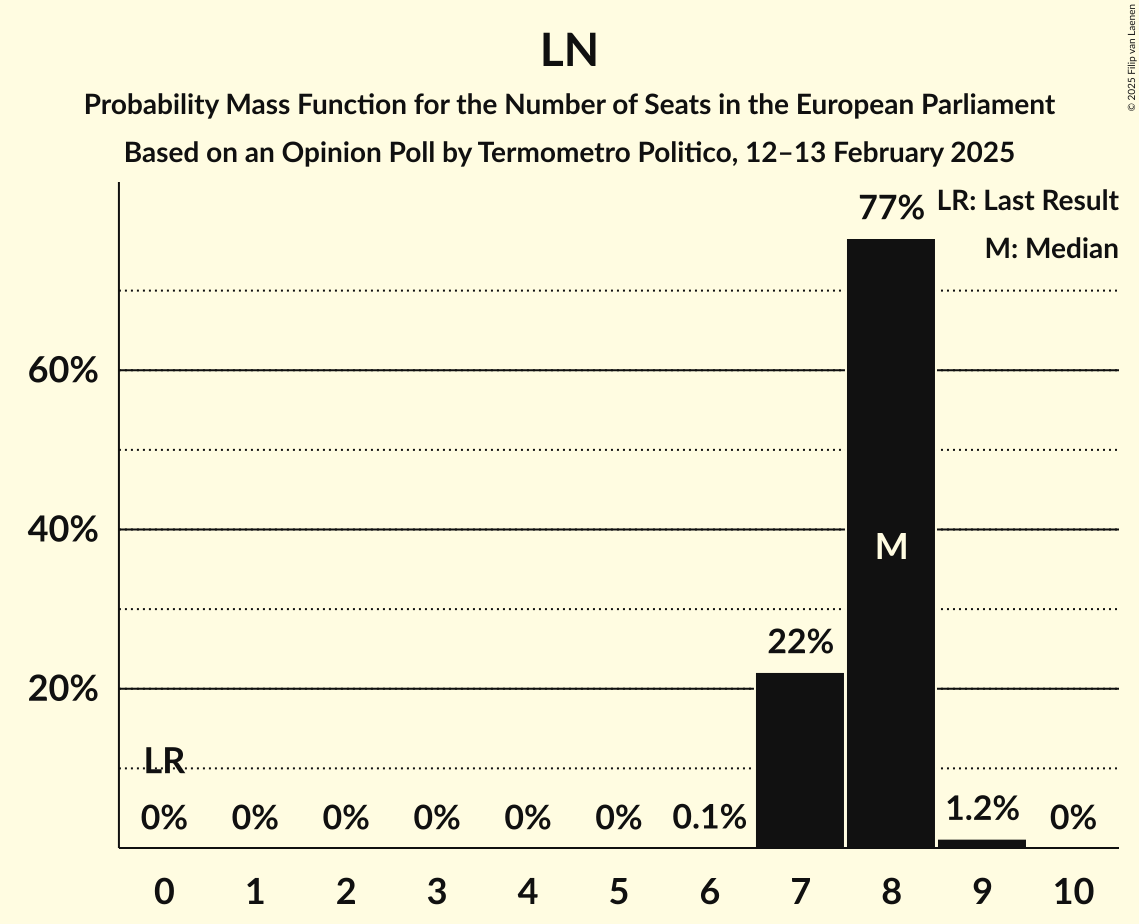 LN
Probability Mass Function for the Number of Seats in the European Parliament
Based on an Opinion Poll by Termometro Politico, 12–13 February 2025
© 2025 Filip van Laenen
LR: Last Result
M: Median
77%
60%
40%
M
22%
20%
LR
0% 0% 0% 0% 0% 0% 0.1% 1.2% 0%
0 1 2 3 4 5 6 7 8 9 10